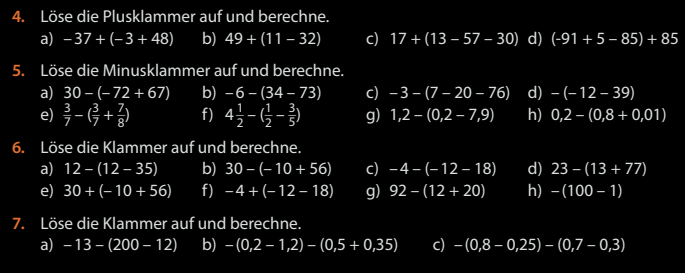 4. Löse die Plusklammer auf und berechne.
a) –37 + (–3 + 48) b) 49 + (11 – 32) c) 17 + (13 – 57 – 30) d) (-91 + 5 – 85) + 85
5. Löse die Minusklammer auf und berechne.
a) 30 – (–72 + 67) b) –6 – (34 – 73) c) –3 – (7 – 20 – 76) d) –(–12 – 39)
e) 3/7 – (3/7 + 7/8) f) 4 1/2 – (1/2 – 3/5) g) 1,2 – (0,2 – 7,9) h) 0,2 – (0,8 + 0,01)
6. Löse die Klammer auf und berechne.
a) 12 – (12 – 35) b) 30 – (–10 + 56) c) –4 – (–12 – 18) d) 23 – (13 + 77)
e) 30 + (–10 + 56) f) –4 + (–12 – 18) g) 92 – (12 + 20) h) –(100 – 1)
7. Löse die Klammer auf und berechne.
a) –13 – (200 – 12) b) –(0,2 – 1,2) – (0,5 + 0,35) c) –(0,8 – 0,25) – (0,7 – 0,3)